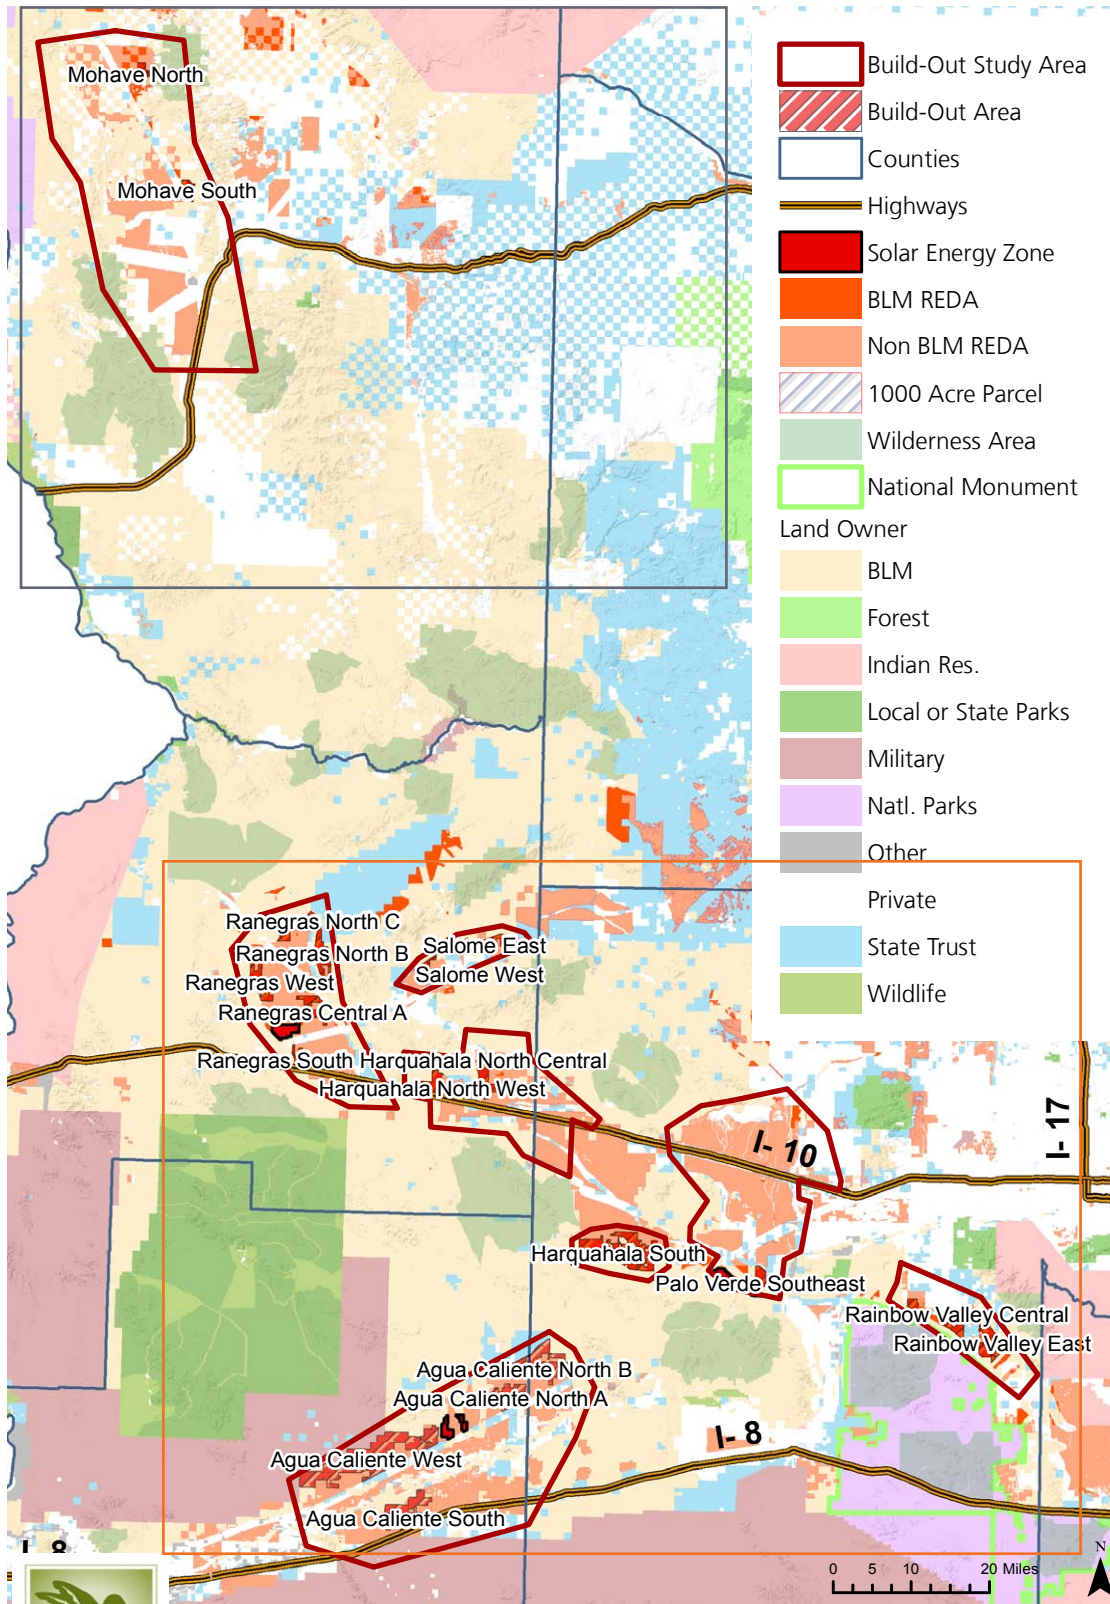 Mohave North
Mohave South
Build-Out Study Area
Build-Out Area
Counties
Highways
Solar Energy Zone
BLM REDA
Non BLM REDA
1000 Acre Parcel
Wilderness Area
National Monument
Land Owner
BLM
Forest
Indian Res.
Local or State Parks
Military
Natl. Parks
Other
Private
State Trust
Wildlife
Ranegras North C
Ranegras North B
Ranegras West
Ranegras Central A
Salome East
Salome West
Ranegras South Harquahala North Central
Harquahala North West
I- 10
I- 17
Harquahala South
Palo Verde Southeast
Rainbow Valley Central
Rainbow Valley East
Agua Caliente North B
Agua Caliente North A
I- 8
Agua Caliente West
Agua Caliente South
I- 8
N
0 5 10 20 Miles